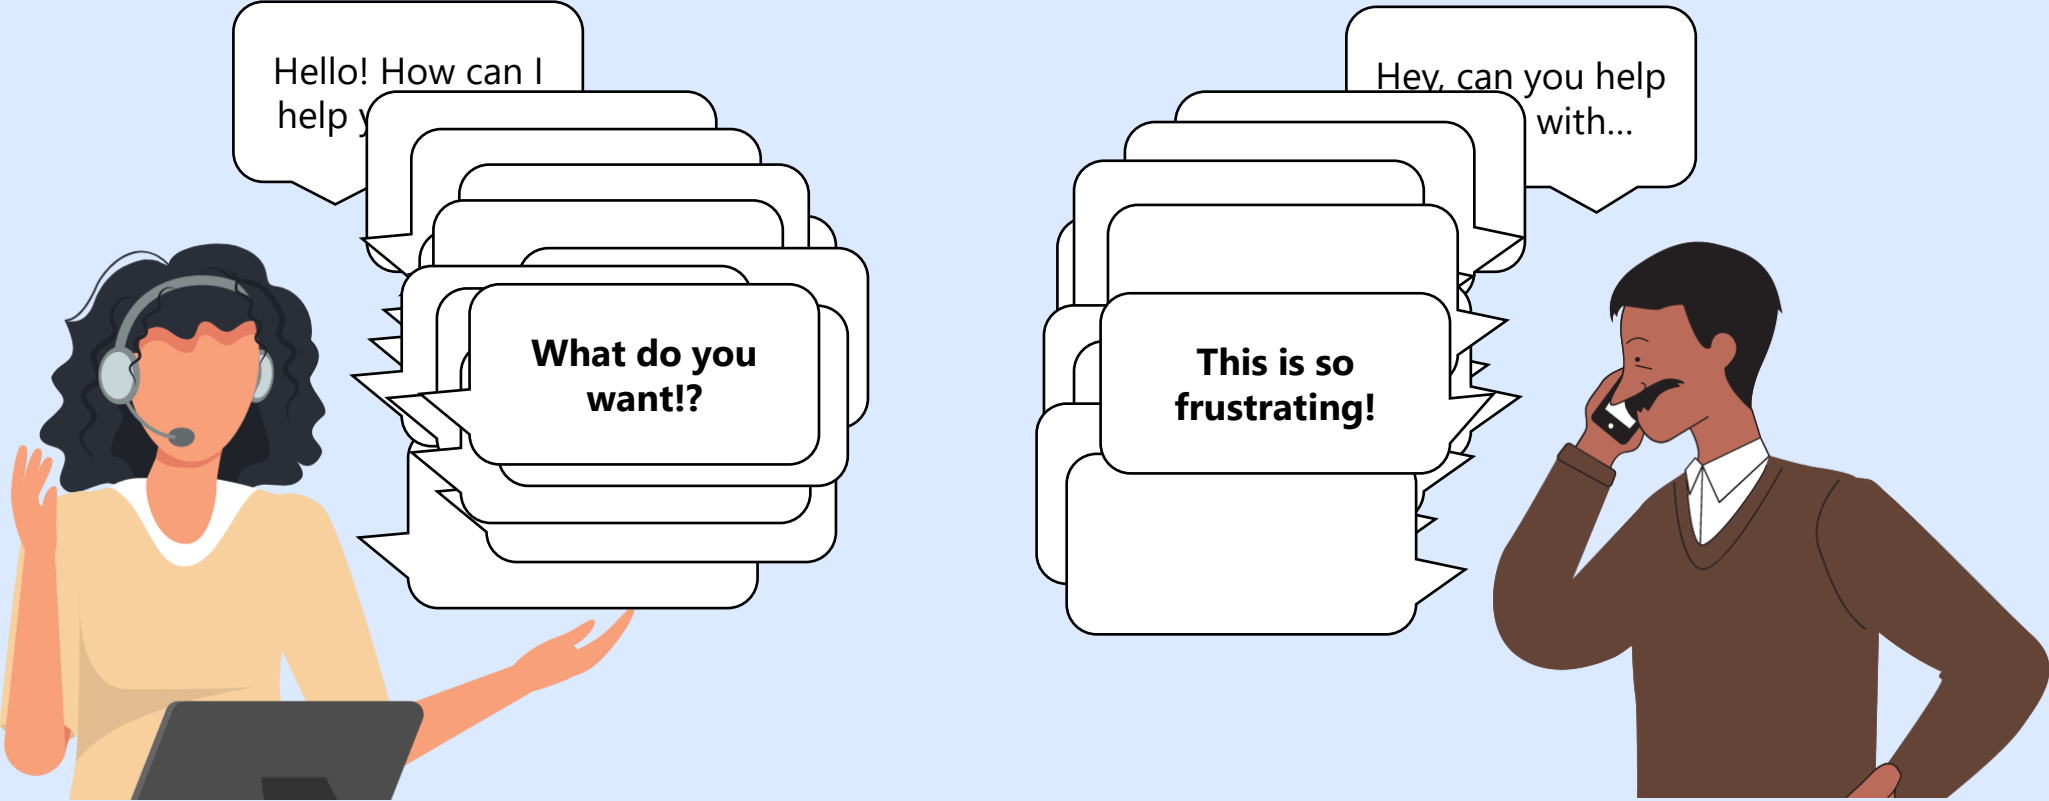 Hello! How can I
help
Hey, can you help
with...
What do you
want!?
This is so
frustrating!